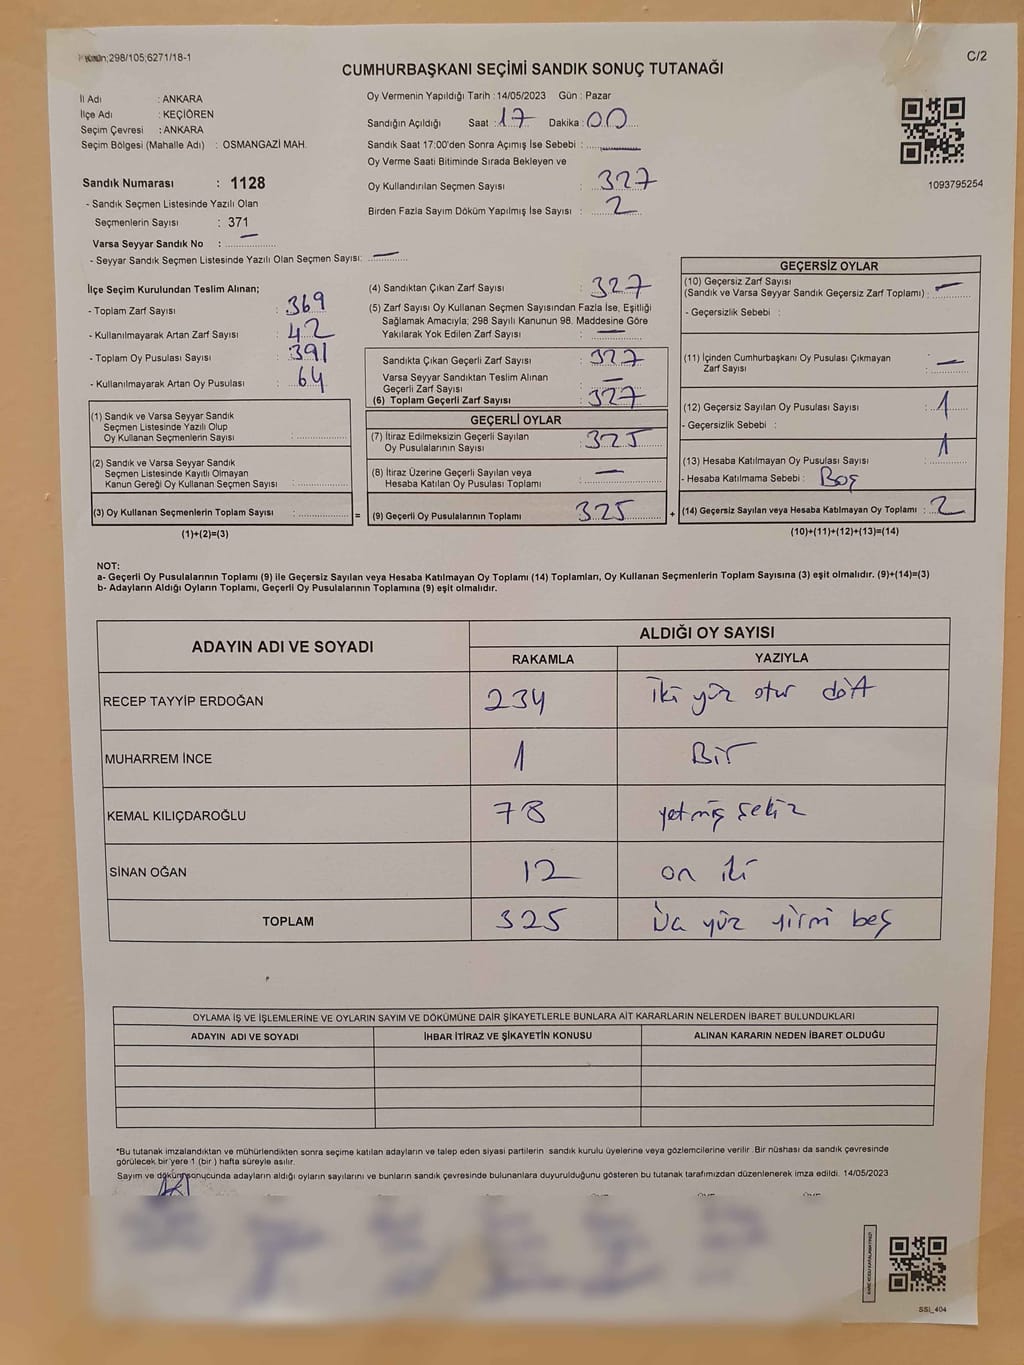 Kanun;298/105;6271/18-1
C/2
CUMHURBAŞKANI SEÇİMİ SANDIK SONUÇ TUTANAĞI
İl Adı : ANKARA
İlçe Adı : KEÇİÖREN
Seçim Çevresi : ANKARA
Seçim Bölgesi (Mahalle Adı) : OSMANGAZİ MAH.
Oy Vermenin Yapıldığı Tarih : 14/05/2023 Gün : Pazar
Sandığın Açıldığı Saat : 17 Dakika : 00
Sandık Saat 17:00'den Sonra Açımış İse Sebebi :
Oy Verme Saati Bitiminde Sırada Bekleyen ve
Oy Kullandırılan Seçmen Sayısı : 327
Birden Fazla Sayım Döküm Yapılmış İse Sayısı : 2
1093795254
Sandık Numarası : 1128
- Sandık Seçmen Listesinde Yazılı Olan
Seçmenlerin Sayısı : 371
Varsa Seyyar Sandık No : —
- Seyyar Sandık Seçmen Listesinde Yazılı Olan Seçmen Sayısı: —
İlçe Seçim Kurulundan Teslim Alınan;
- Toplam Zarf Sayısı : 369
- Kullanılmayarak Artan Zarf Sayısı : 42
- Toplam Oy Pusulası Sayısı : 391
- Kullanılmayarak Artan Oy Pusulası : 64
(1) Sandık ve Varsa Seyyar Sandık
Seçmen Listesinde Yazılı Olup
Oy Kullanan Seçmenlerin Sayısı :
(2) Sandık ve Varsa Seyyar Sandık
Seçmen Listesinde Kayıtlı Olmayan
Kanun Gereği Oy Kullanan Seçmen Sayısı :
(3) Oy Kullanan Seçmenlerin Toplam Sayısı : =
(1)+(2)=(3)
(4) Sandıktan Çıkan Zarf Sayısı : 327
(5) Zarf Sayısı Oy Kullanan Seçmen Sayısından Fazla İse, Eşitliği
Sağlamak Amacıyla; 298 Sayılı Kanunun 98. Maddesine Göre
Yakılarak Yok Edilen Zarf Sayısı : —
Sandıkta Çıkan Geçerli Zarf Sayısı : 327
Varsa Seyyar Sandıktan Teslim Alınan
Geçerli Zarf Sayısı : —
(6) Toplam Geçerli Zarf Sayısı : 327
GEÇERLİ OYLAR
(7) İtiraz Edilmeksizin Geçerli Sayılan
Oy Pusulalarının Sayısı : 325
(8) İtiraz Üzerine Geçerli Sayılan veya
Hesaba Katılan Oy Pusulası Toplamı : —
(9) Geçerli Oy Pusulalarının Toplamı : 325 +
GEÇERSİZ OYLAR
(10) Geçersiz Zarf Sayısı
(Sandık ve Varsa Seyyar Sandık Geçersiz Zarf Toplamı) : —
- Geçersizlik Sebebi :
(11) İçinden Cumhurbaşkanı Oy Pusulası Çıkmayan
Zarf Sayısı : —
(12) Geçersiz Sayılan Oy Pusulası Sayısı : 1
- Geçersizlik Sebebi :
(13) Hesaba Katılmayan Oy Pusulası Sayısı : 1
- Hesaba Katılmama Sebebi : Boş
(14) Geçersiz Sayılan veya Hesaba Katılmayan Oy Toplamı : 2
(10)+(11)+(12)+(13)=(14)
NOT:
a- Geçerli Oy Pusulalarının Toplamı (9) ile Geçersiz Sayılan veya Hesaba Katılmayan Oy Toplamı (14) Toplamları, Oy Kullanan Seçmenlerin Toplam Sayısına (3) eşit olmalıdır. (9)+(14)=(3)
b- Adayların Aldığı Oyların Toplamı, Geçerli Oy Pusulalarının Toplamına (9) eşit olmalıdır.
ADAYIN ADI VE SOYADI ALDIĞI OY SAYISI
RAKAMLA YAZIYLA
RECEP TAYYİP ERDOĞAN 234 iki yüz otuz dört
MUHARREM İNCE 1 Bir
KEMAL KILIÇDAROĞLU 78 yetmiş sekiz
SİNAN OĞAN 12 on iki
TOPLAM 325 üç yüz yirmi beş
OYLAMA İŞ VE İŞLEMLERİNE VE OYLARIN SAYIM VE DÖKÜMÜNE DAİR ŞİKAYETLERLE BUNLARA AİT KARARLARIN NELERDEN İBARET BULUNDUKLARI
ADAYIN ADI VE SOYADI İHBAR İTİRAZ VE ŞİKAYETİN KONUSU ALINAN KARARIN NEDEN İBARET OLDUĞU
*Bu tutanak imzalandıktan ve mühürlendikten sonra seçime katılan adayların ve talep eden siyasi partilerin sandık kurulu üyelerine veya gözlemcilerine verilir. Bir nüshası da sandık çevresinde
görülecek bir yere 1 (bir ) hafta süreyle asılır.
Sayım ve döküm sonucunda adayların aldığı oyların sayılarını ve bunların sandık çevresinde bulunanlara duyurulduğunu gösteren bu tutanak tarafımızdan düzenlenerek imza edildi. 14/05/2023
SSI_404